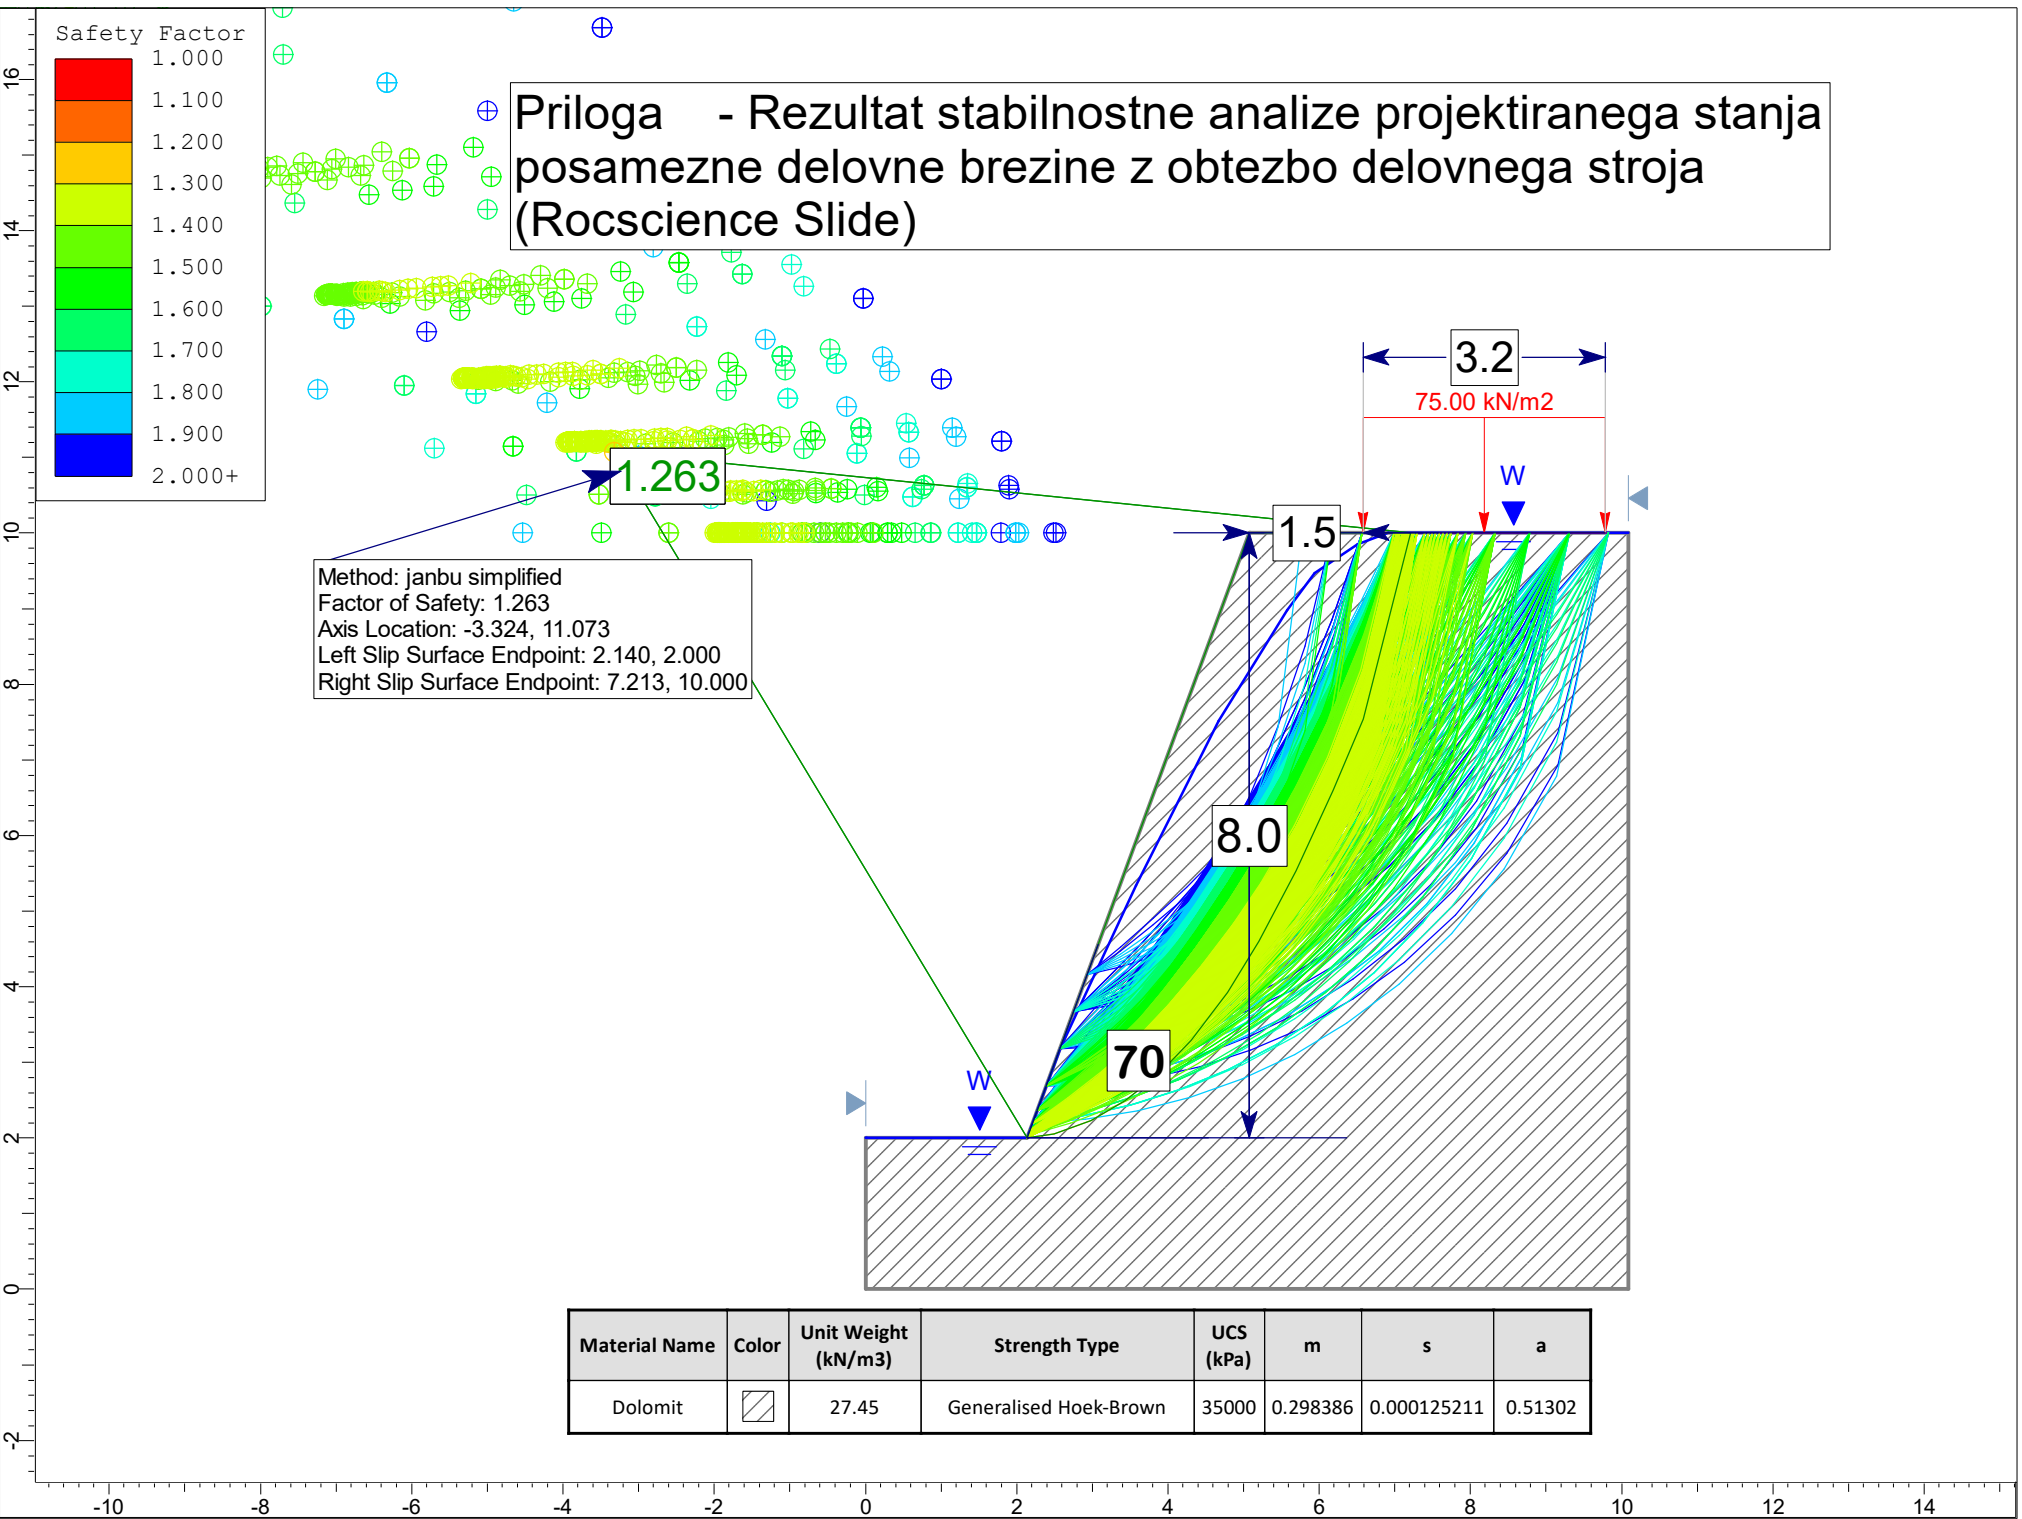 Safety Factor
1.000
1.100
1.200
1.300
1.400
1.500
1.600
1.700
1.800
1.900
2.000+
Priloga - Rezultat stabilnostne analize projektiranega stanja
posamezne delovne brezine z obtezbo delovnega stroja
(Rocscience Slide)
3.2
75.00 kN/m2
W
1.263
1.5
Method: janbu simplified
Factor of Safety: 1.263
Axis Location: -3.324, 11.073
Left Slip Surface Endpoint: 2.140, 2.000
Right Slip Surface Endpoint: 7.213, 10.000
8.0
70
W
Material Name Color Unit Weight (kN/m3) Strength Type UCS (kPa) m s a
Dolomit 27.45 Generalised Hoek-Brown 35000 0.298386 0.000125211 0.51302
16
14
12
10
8
6
4
2
0
-2
-10 -8 -6 -4 -2 0 2 4 6 8 10 12 14